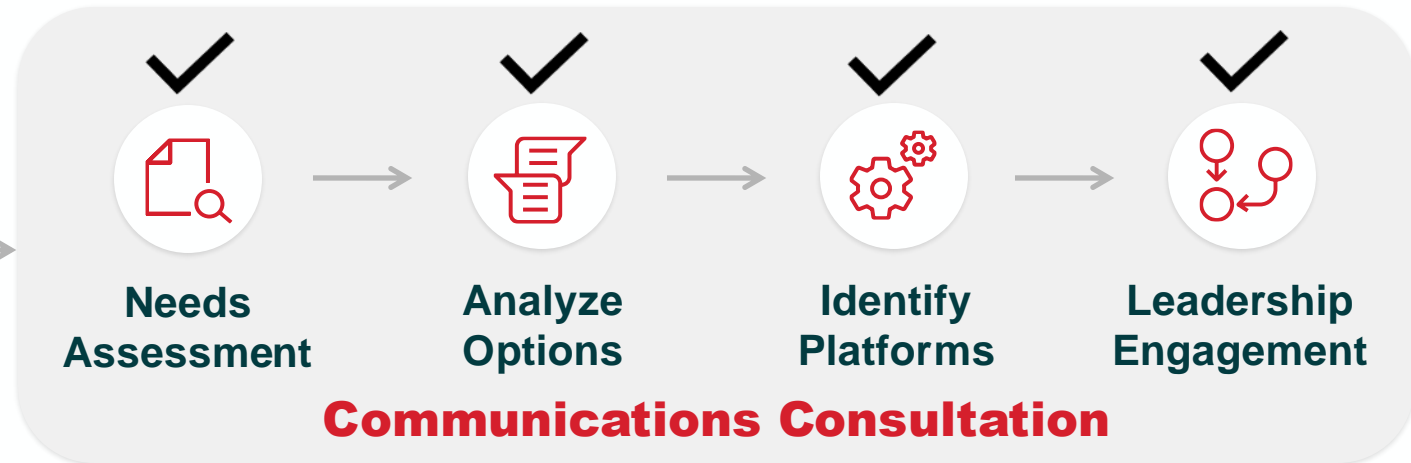 Needs
Assessment
Analyze
Options
Identify
Platforms
Leadership
Engagement
Communications Consultation